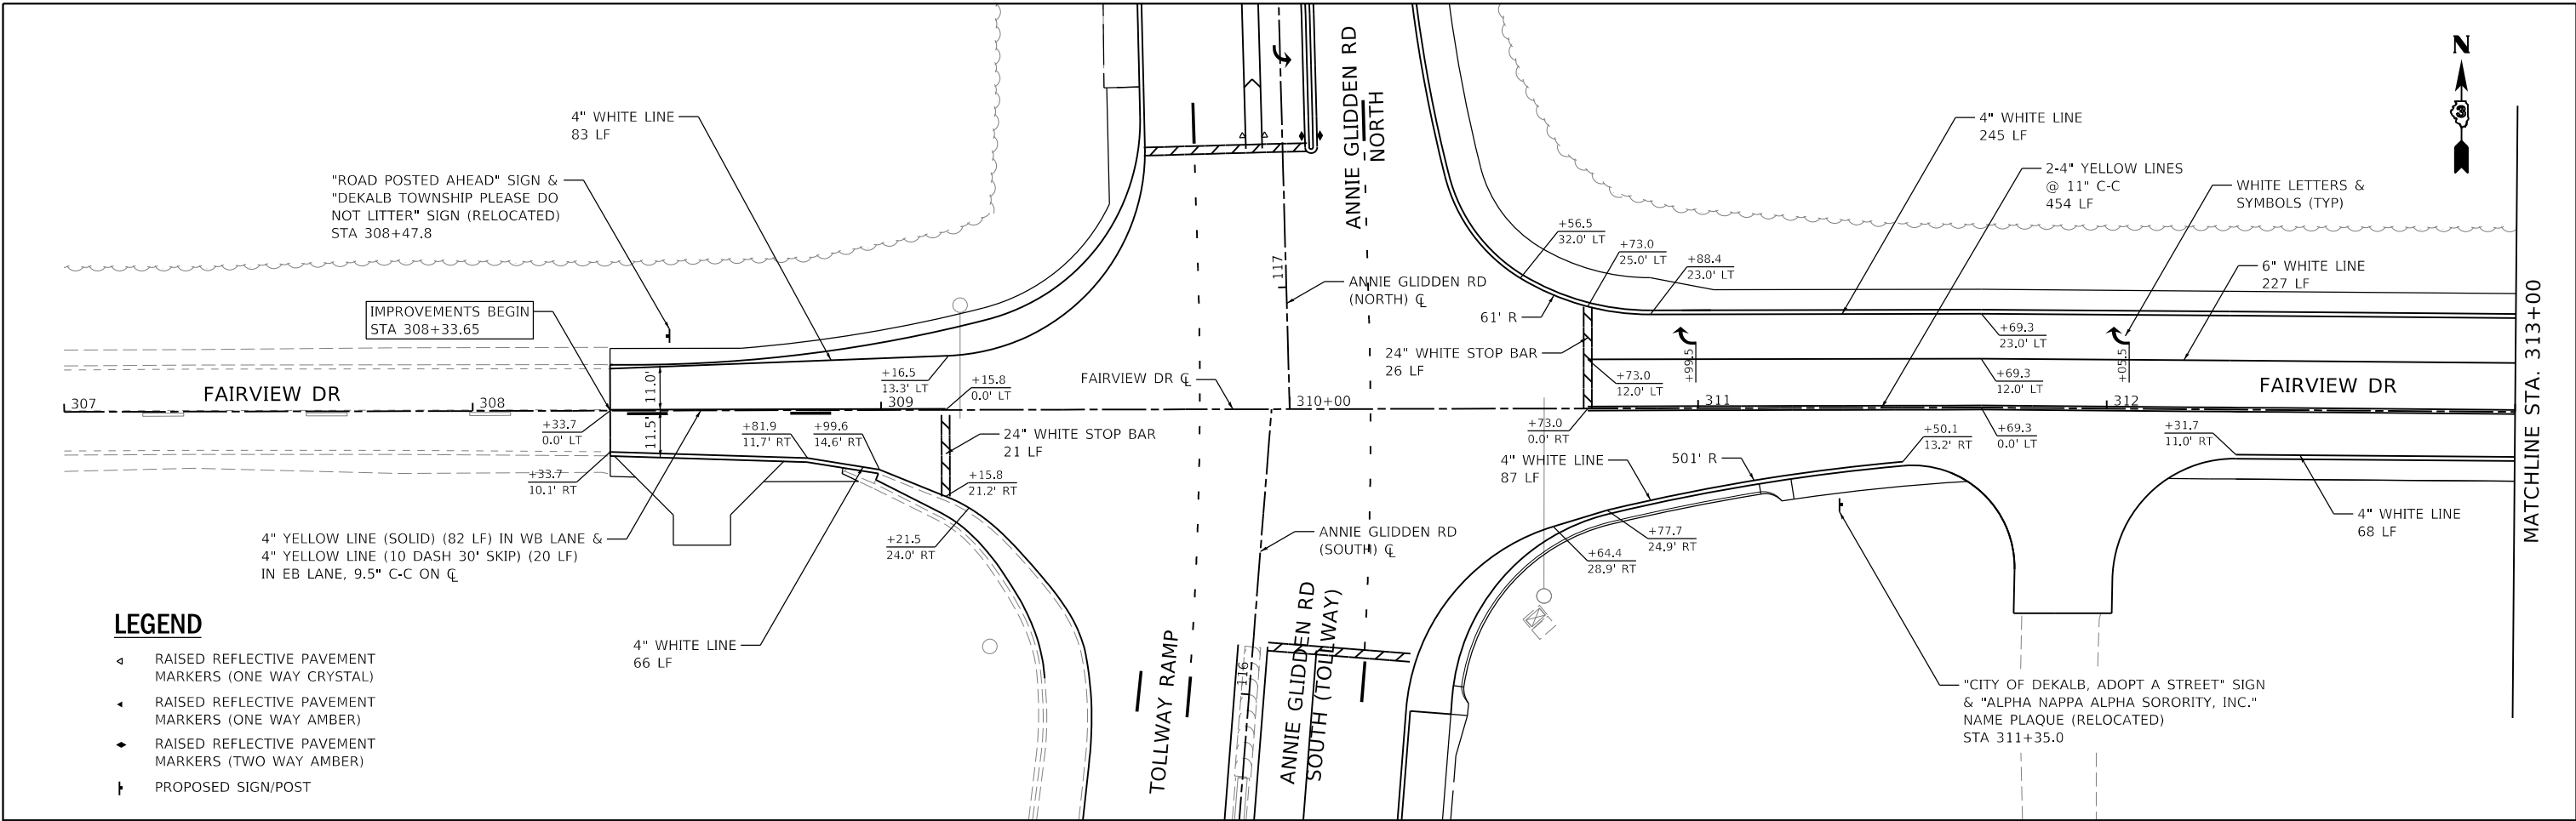 4" WHITE LINE
83 LF
"ROAD POSTED AHEAD" SIGN &
"DEKALB TOWNSHIP PLEASE DO
NOT LITTER" SIGN (RELOCATED)
STA 308+47.8
IMPROVEMENTS BEGIN
STA 308+33.65
FAIRVIEW DR
307
308
309
11.0'
11.5'
+33.7
0.0' LT
+33.7
10.1' RT
+81.9
11.7' RT
+99.6
14.6' RT
+16.5
13.3' LT
+15.8
0.0' LT
24" WHITE STOP BAR
21 LF
+15.8
21.2' RT
+21.5
24.0' RT
4" YELLOW LINE (SOLID) (82 LF) IN WB LANE &
4" YELLOW LINE (10 DASH 30' SKIP) (20 LF)
IN EB LANE, 9.5" C-C ON ℄
4" WHITE LINE
66 LF
LEGEND
RAISED REFLECTIVE PAVEMENT
MARKERS (ONE WAY CRYSTAL)
RAISED REFLECTIVE PAVEMENT
MARKERS (ONE WAY AMBER)
RAISED REFLECTIVE PAVEMENT
MARKERS (TWO WAY AMBER)
PROPOSED SIGN/POST
ANNIE GLIDDEN RD
NORTH
117
ANNIE GLIDDEN RD
(NORTH) ℄
FAIRVIEW DR ℄
310+00
ANNIE GLIDDEN RD
(SOUTH) ℄
TOLLWAY RAMP
116
ANNIE GLIDDEN RD
SOUTH (TOLLWAY)
61' R
24" WHITE STOP BAR
26 LF
+56.5
32.0' LT
+73.0
25.0' LT
+88.4
23.0' LT
+73.0
12.0' LT
+73.0
0.0' RT
+99.5
311
4" WHITE LINE
245 LF
2-4" YELLOW LINES
@ 11" C-C
454 LF
WHITE LETTERS &
SYMBOLS (TYP)
6" WHITE LINE
227 LF
+69.3
23.0' LT
+69.3
12.0' LT
+05.5
312
FAIRVIEW DR
4" WHITE LINE
87 LF
501' R
+50.1
13.2' RT
+69.3
0.0' LT
+31.7
11.0' RT
+77.7
24.9' RT
+64.4
28.9' RT
4" WHITE LINE
68 LF
"CITY OF DEKALB, ADOPT A STREET" SIGN
& "ALPHA NAPPA ALPHA SORORITY, INC."
NAME PLAQUE (RELOCATED)
STA 311+35.0
N
3
MATCHLINE STA. 313+00